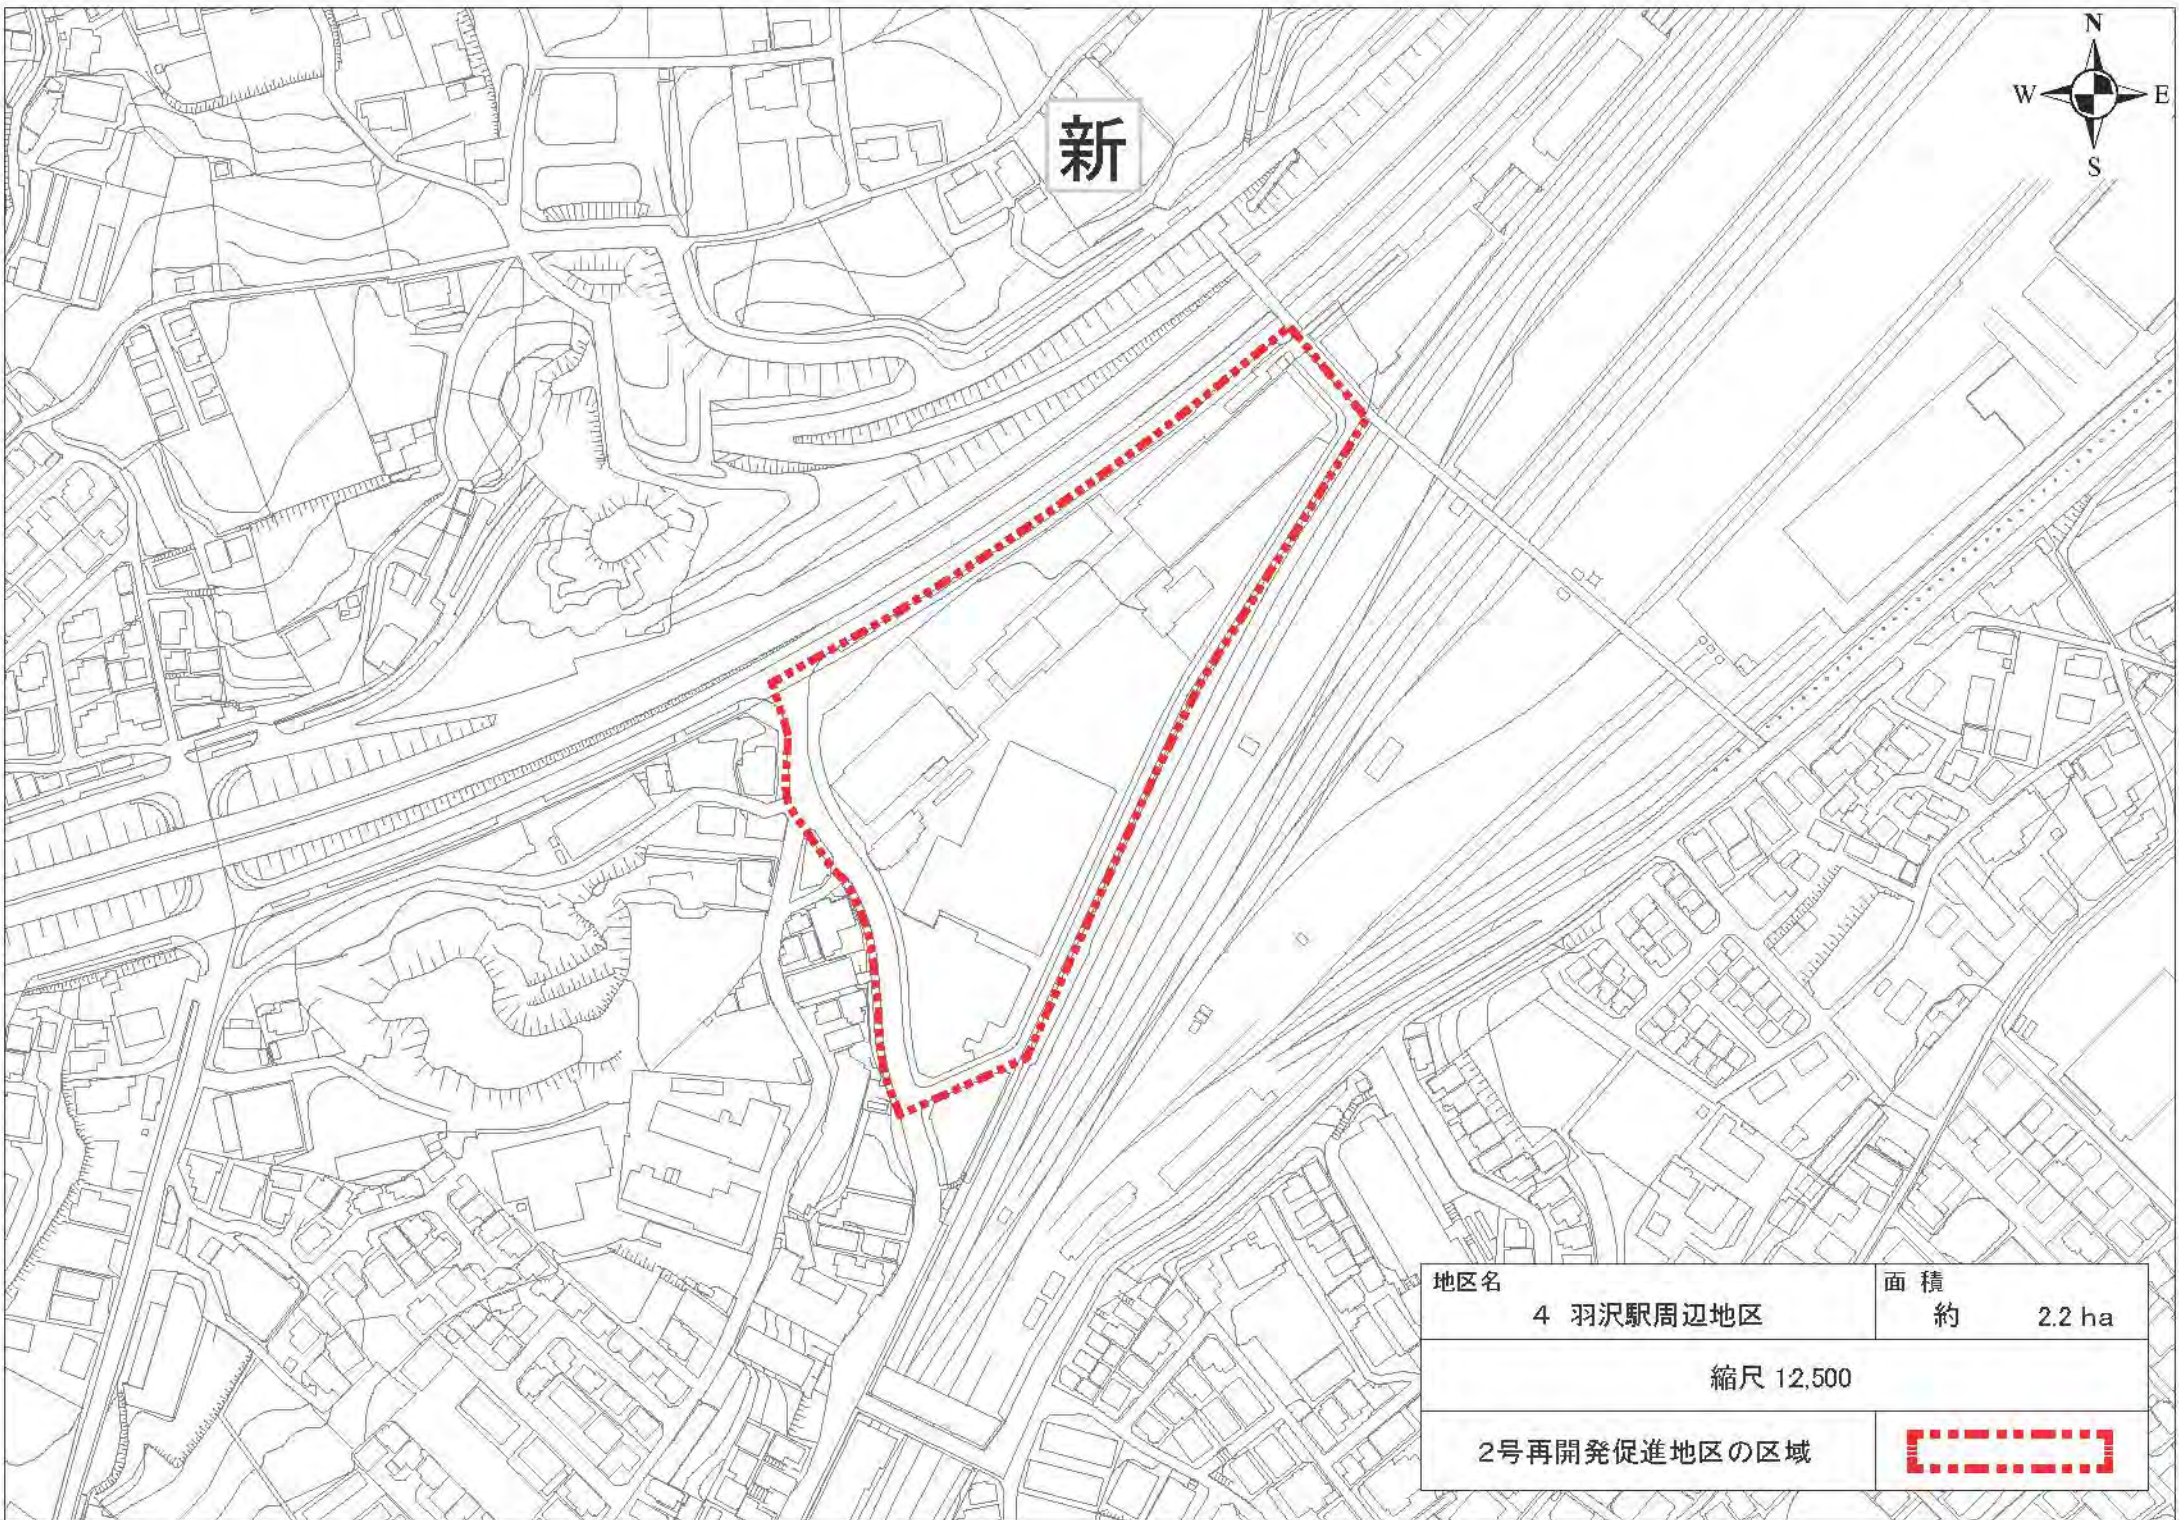 N
W E
S
新
地区名
4 羽沢駅周辺地区
面 積
約 2.2 ha
縮尺 12,500
2号再開発促進地区の区域